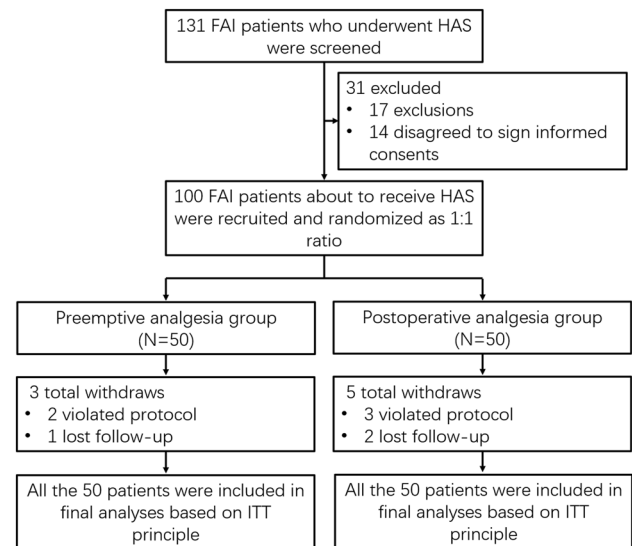 131 FAI patients who underwent HAS
were screened
31 excluded
• 17 exclusions
• 14 disagreed to sign informed
consents
100 FAI patients about to receive HAS
were recruited and randomized as 1:1
ratio
Preemptive analgesia group
(N=50)
Postoperative analgesia group
(N=50)
3 total withdraws
• 2 violated protocol
• 1 lost follow-up
5 total withdraws
• 3 violated protocol
• 2 lost follow-up
All the 50 patients were included in
final analyses based on ITT
principle
All the 50 patients were included in
final analyses based on ITT
principle